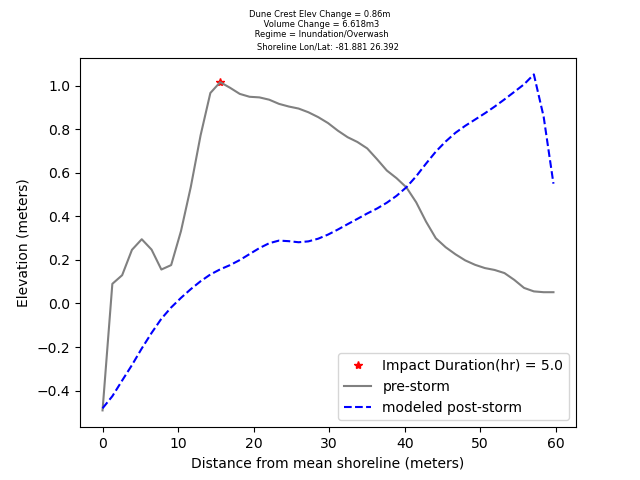 Dune Crest Elev Change = 0.86m
Volume Change = 6.618m3
Regime = Inundation/Overwash
Shoreline Lon/Lat: -81.881 26.392
1.0
0.8
0.6
0.4
0.2
0.0
−0.2
−0.4
Elevation (meters)
Impact Duration(hr) = 5.0
pre-storm
modeled post-storm
0 10 20 30 40 50 60
Distance from mean shoreline (meters)